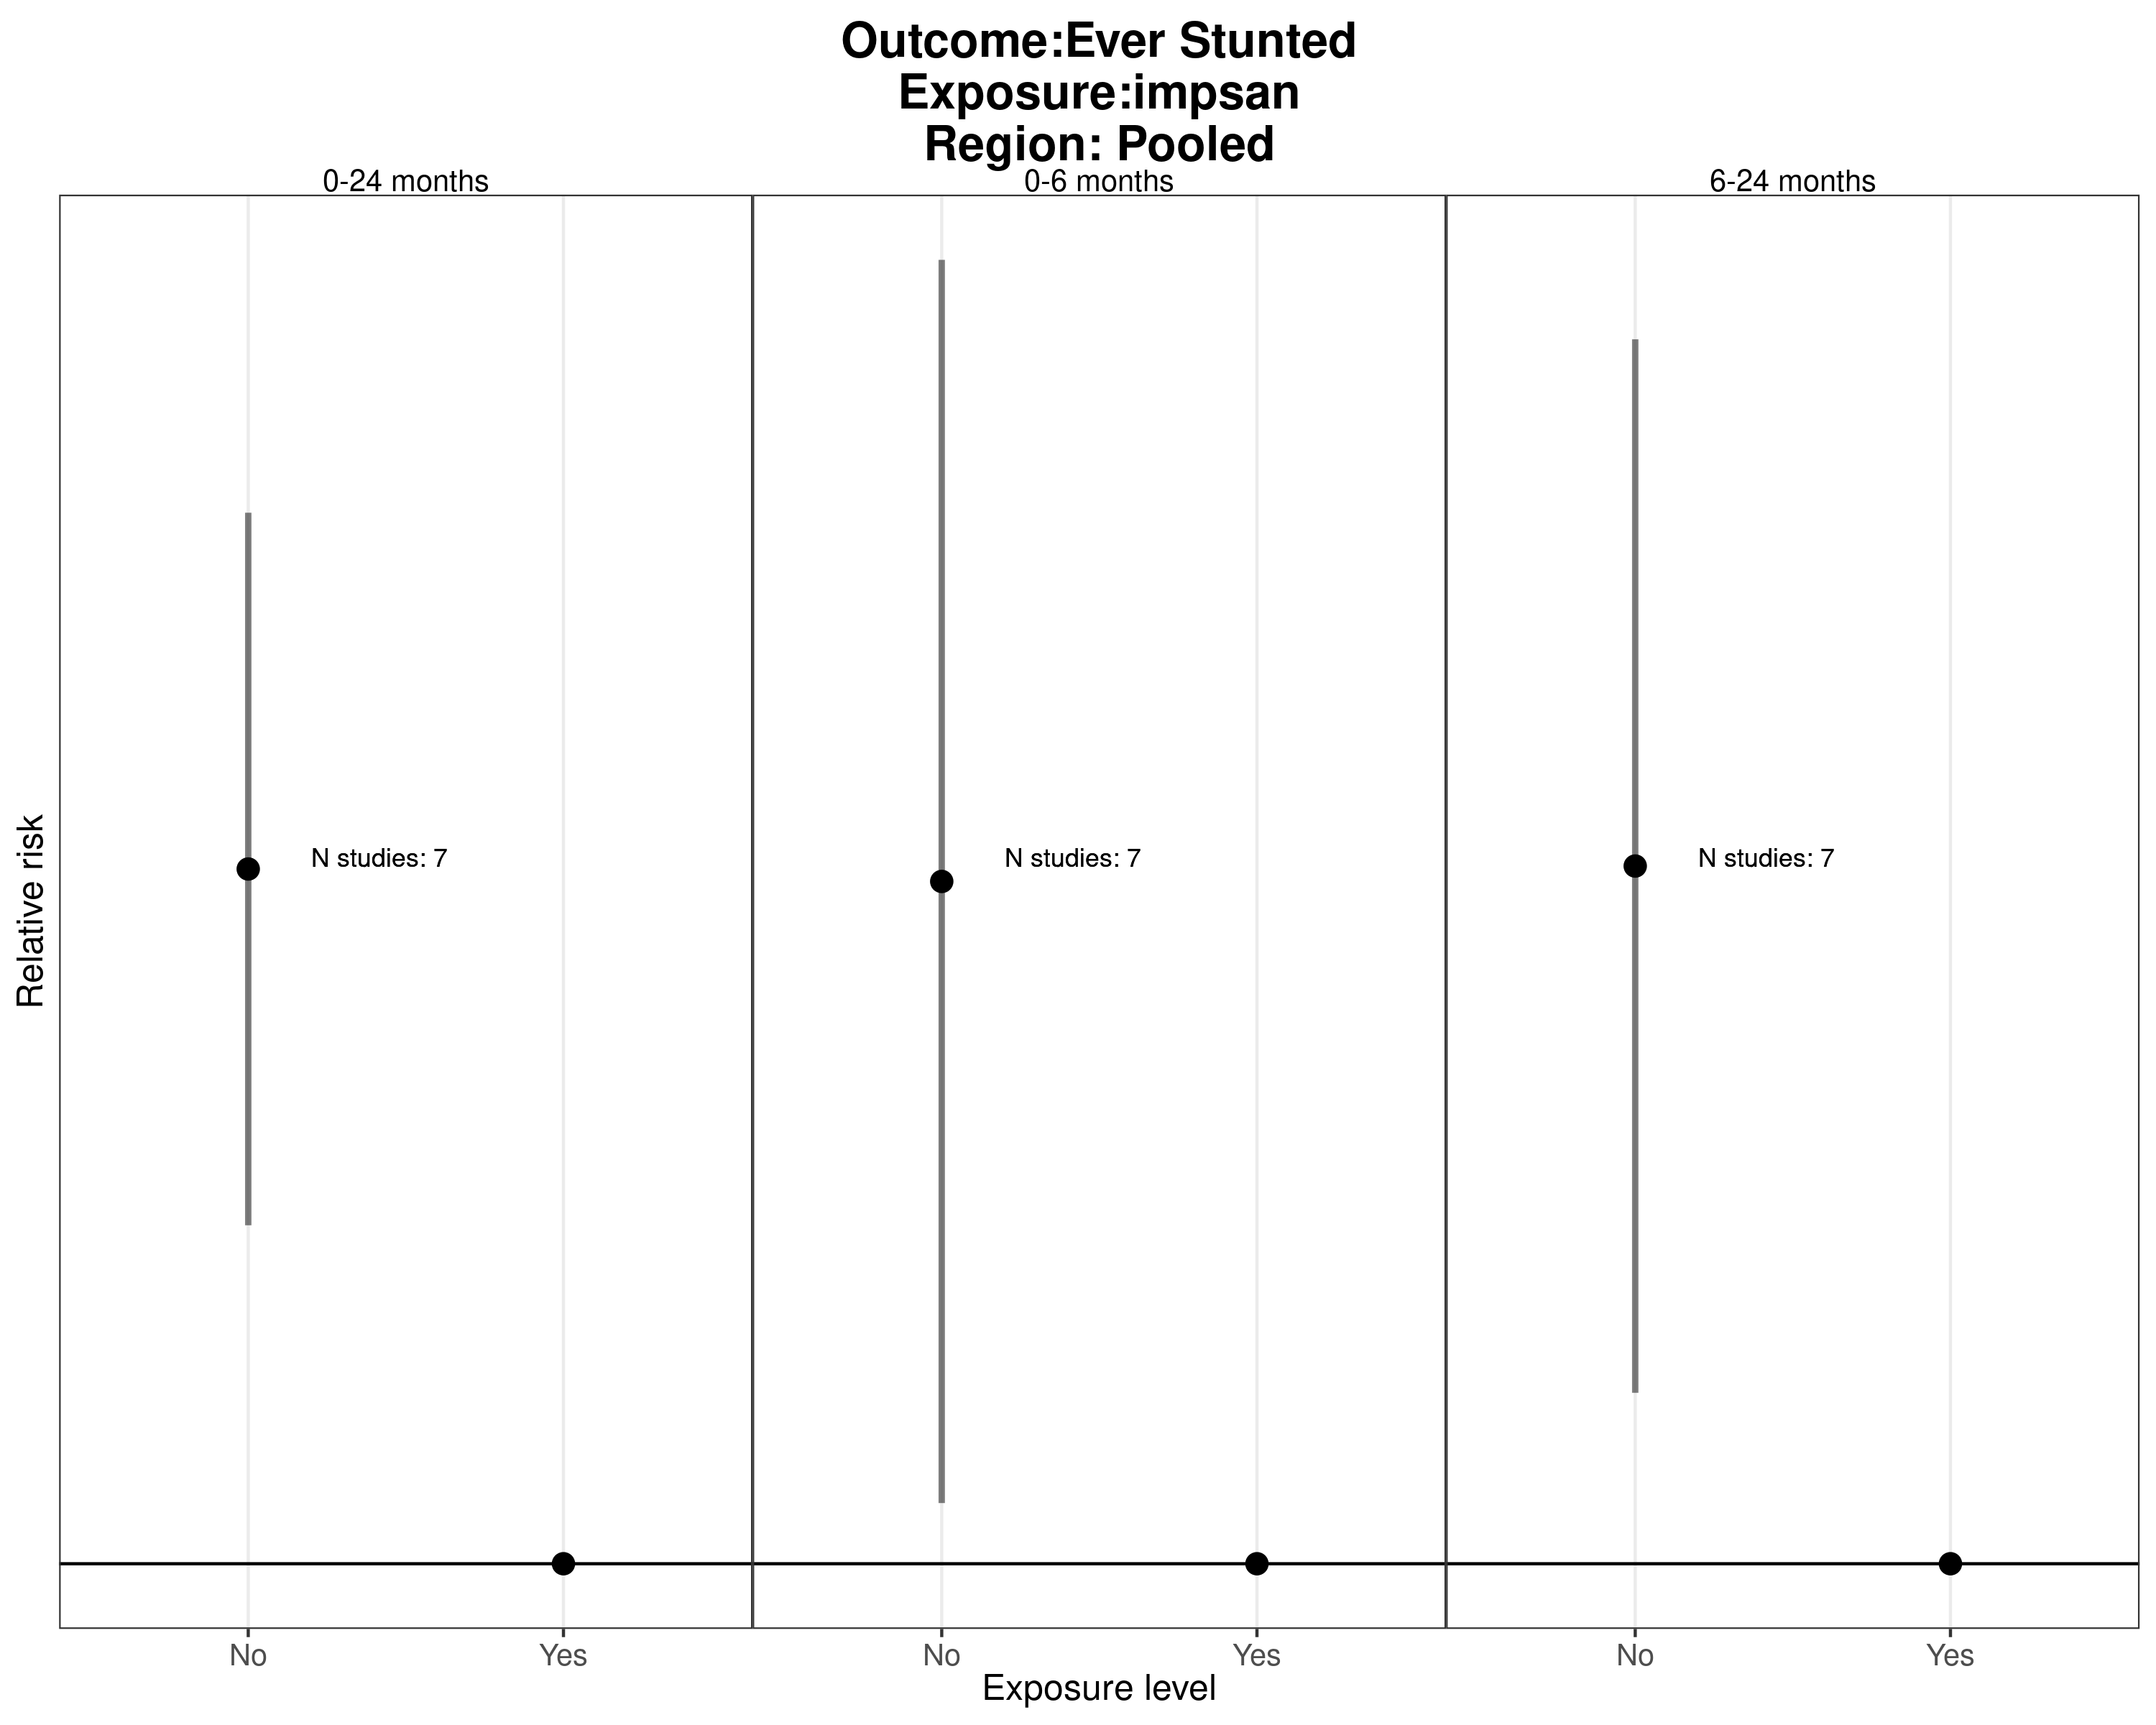 Outcome:Ever Stunted
Exposure:impsan
Region: Pooled
0-24 months
0-6 months
6-24 months
Relative risk
N studies: 7
N studies: 7
N studies: 7
No
Yes
No
Yes
No
Yes
Exposure level